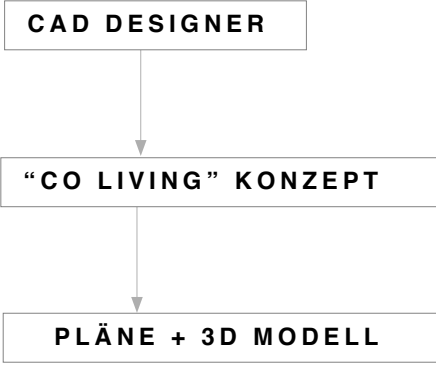 CAD DESIGNER
“CO LIVING” KONZEPT
PLÄNE + 3D MODELL